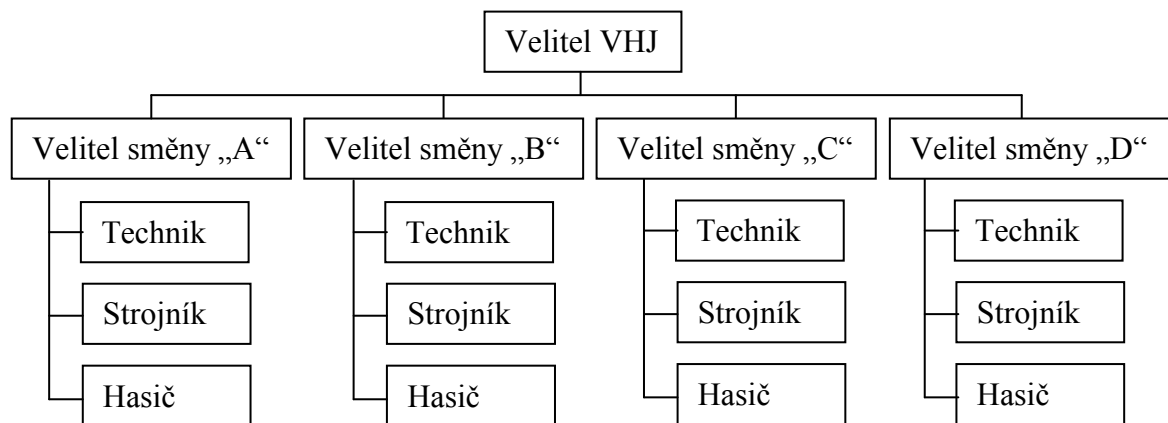 Velitel VHJ
Velitel směny „A“
Velitel směny „B“
Velitel směny „C“
Velitel směny „D“
Technik
Technik
Technik
Technik
Strojník
Strojník
Strojník
Strojník
Hasič
Hasič
Hasič
Hasič